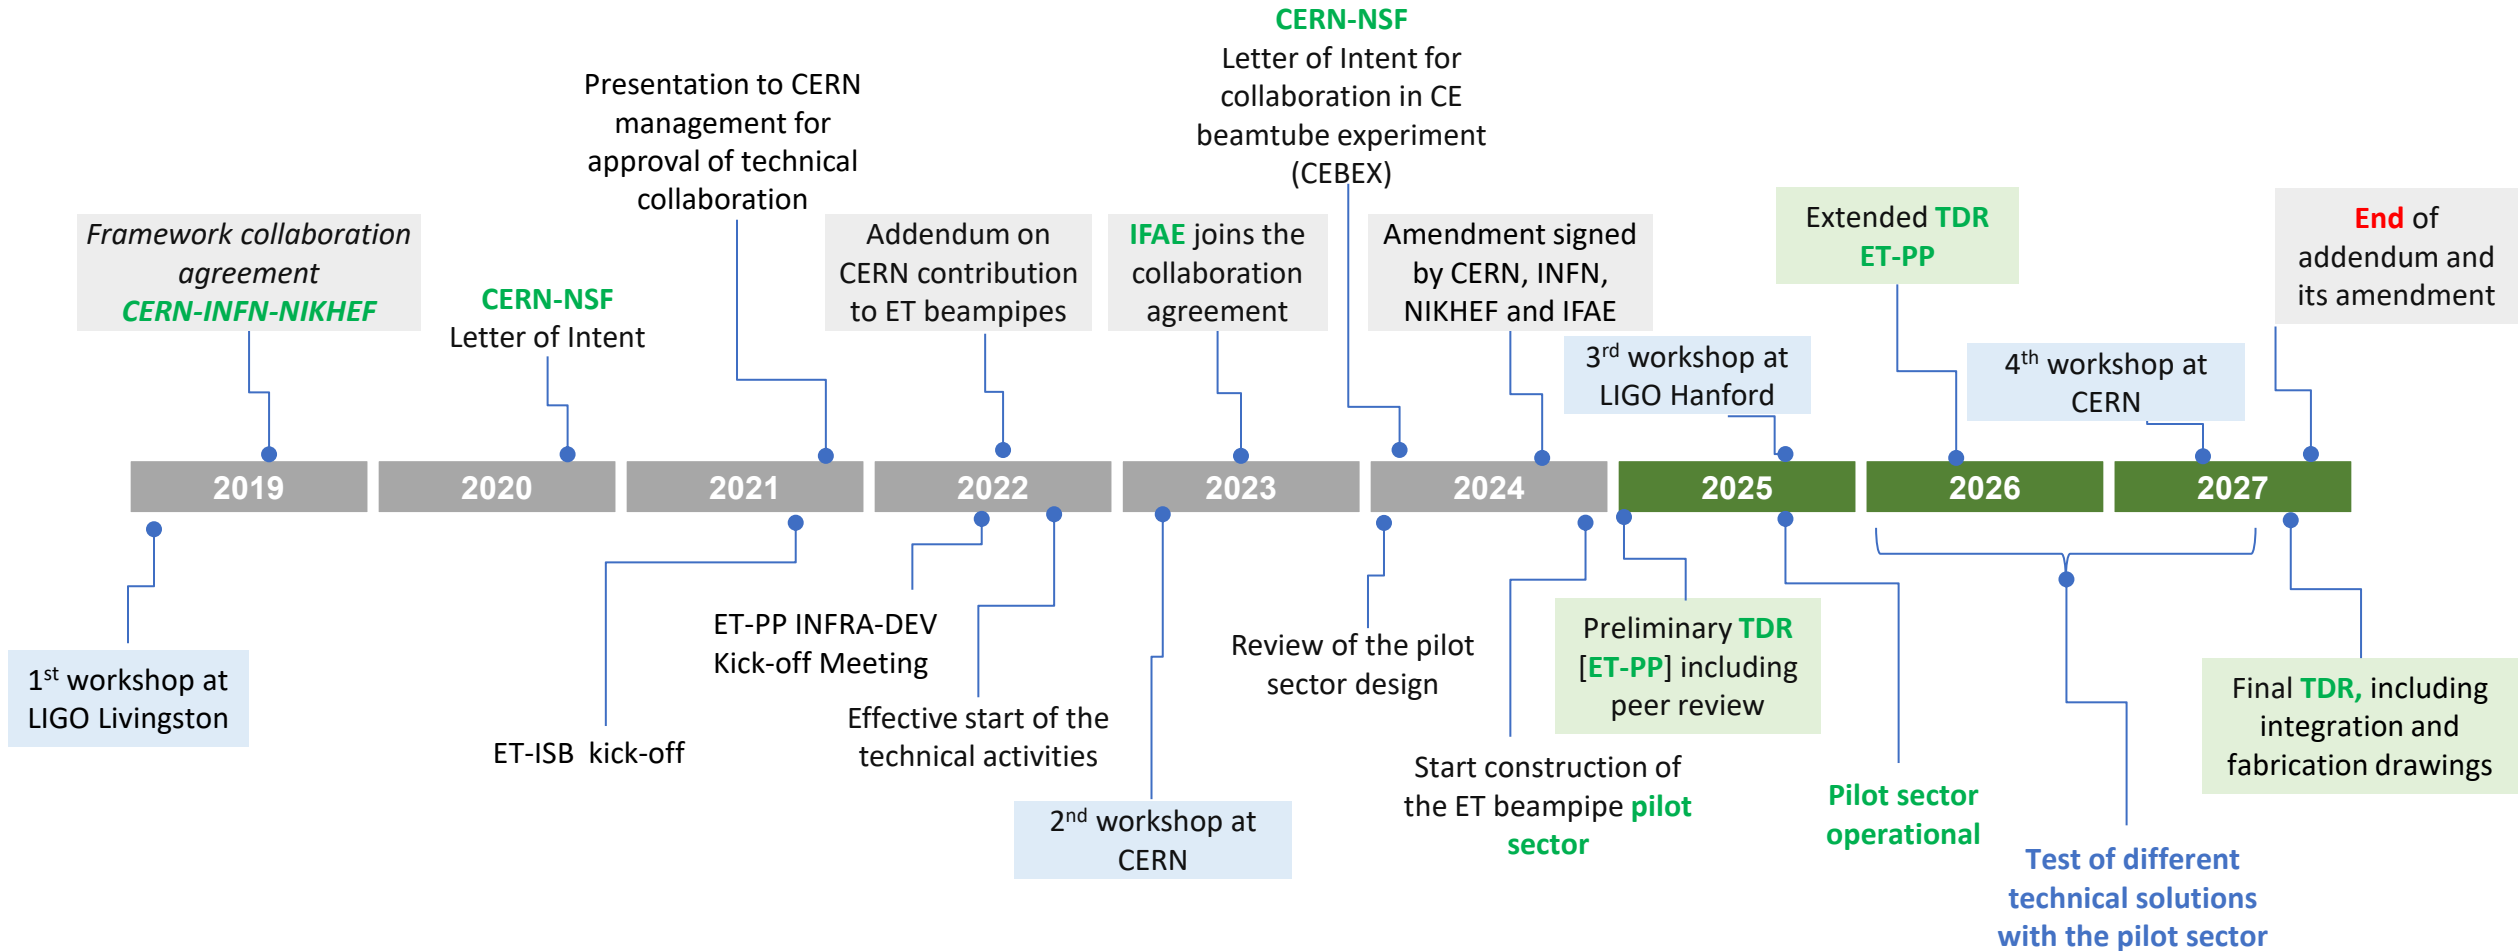 CERN-NSF
Letter of Intent for
collaboration in CE
beamtube experiment
(CEBEX)
Presentation to CERN
management for
approval of technical
collaboration
Framework collaboration
agreement
CERN-INFN-NIKHEF
CERN-NSF
Letter of Intent
Addendum on
CERN contribution
to ET beampipes
IFAE joins the
collaboration
agreement
Amendment signed
by CERN, INFN,
NIKHEF and IFAE
3rd workshop at
LIGO Hanford
Extended TDR
ET-PP
4th workshop at
CERN
End of
addendum and
its amendment
2019
2020
2021
2022
2023
2024
2025
2026
2027
1st workshop at
LIGO Livingston
ET-ISB  kick-off
ET-PP INFRA-DEV
Kick-off Meeting
Effective start of the
technical activities
2nd workshop at
CERN
Review of the pilot
sector design
Start construction of
the ET beampipe pilot
sector
Preliminary TDR
[ET-PP] including
peer review
Pilot sector
operational
Test of different
technical solutions
with the pilot sector
Final TDR, including
integration and
fabrication drawings